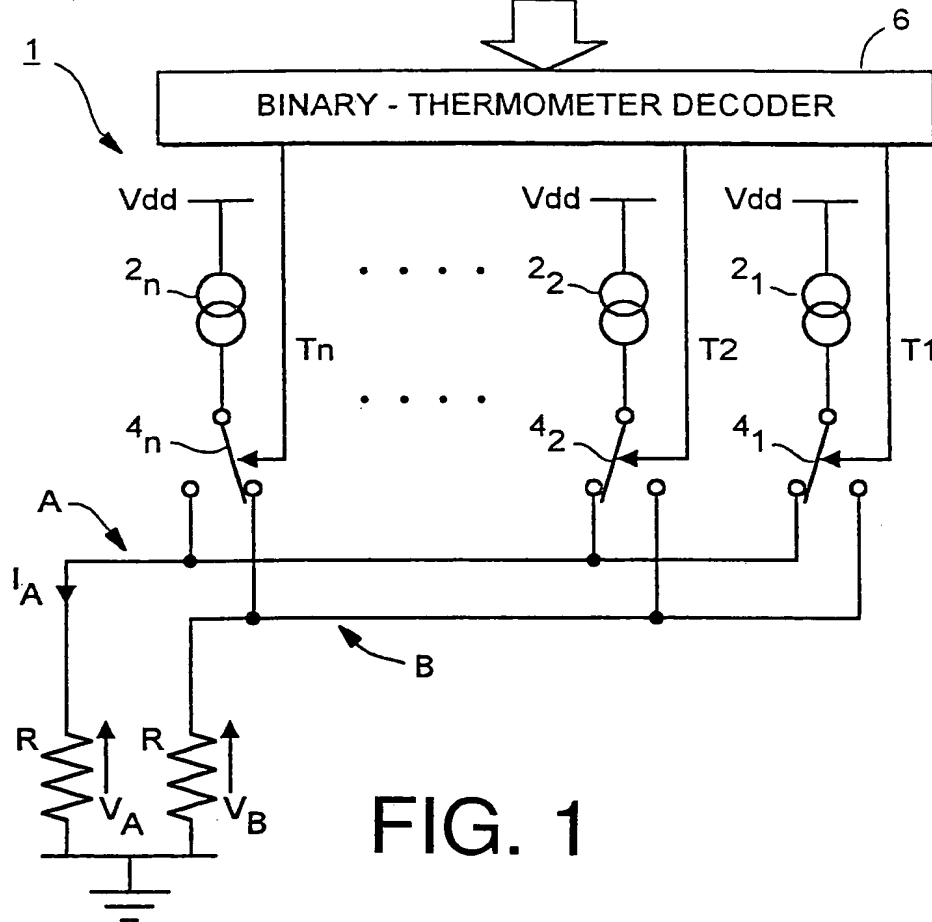 1
6
BINARY - THERMOMETER DECODER
Vdd
Vdd
Vdd
2n
22
21
Tn
T2
T1
4n
42
41
A
IA
B
R
R
VA
VB
FIG. 1